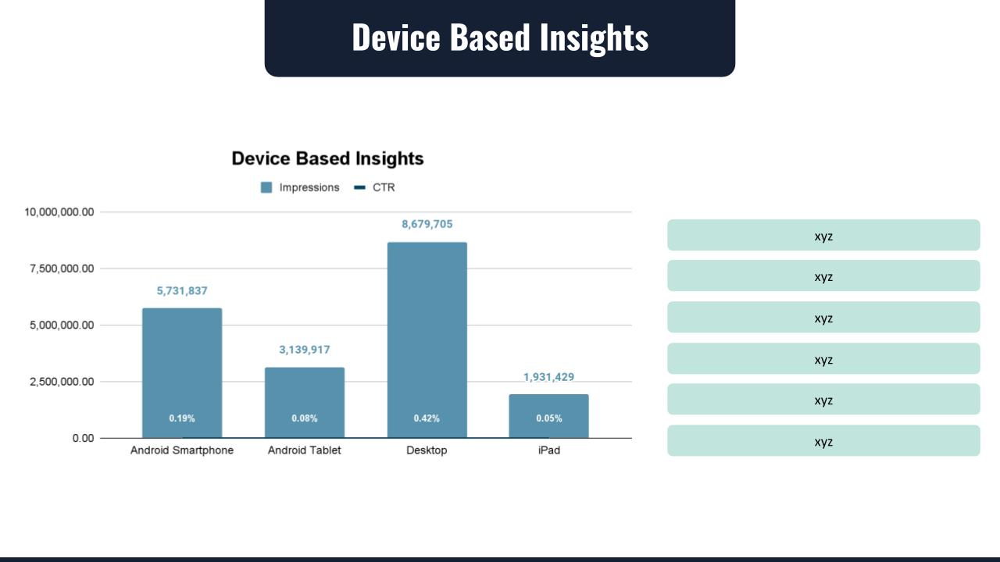 Device Based Insights
Device Based Insights
Impressions CTR
10,000,000.00
7,500,000.00
5,000,000.00
2,500,000.00
0.00
5,731,837
3,139,917
8,679,705
1,931,429
0.19%
0.08%
0.42%
0.05%
Android Smartphone
Android Tablet
Desktop
iPad
xyz
xyz
xyz
xyz
xyz
xyz